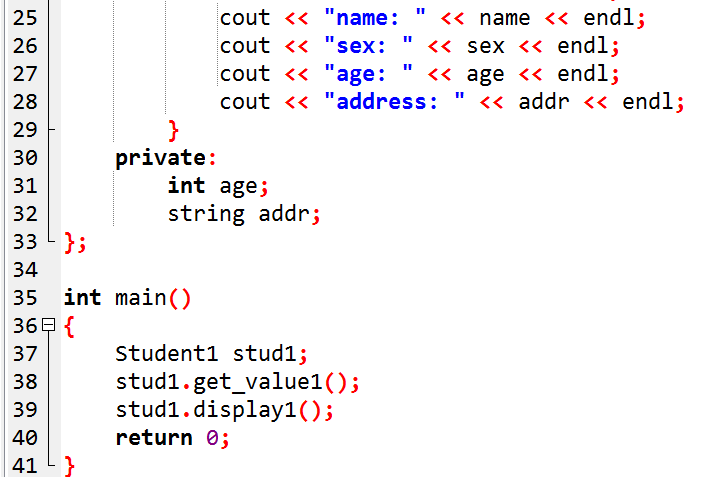 25 cout << "name: " << name << endl;
26 cout << "sex: " << sex << endl;
27 cout << "age: " << age << endl;
28 cout << "address: " << addr << endl;
29 }
30 private:
31 int age;
32 string addr;
33 };
34
35 int main()
36 {
37 Student1 stud1;
38 stud1.get_value1();
39 stud1.display1();
40 return 0;
41 }